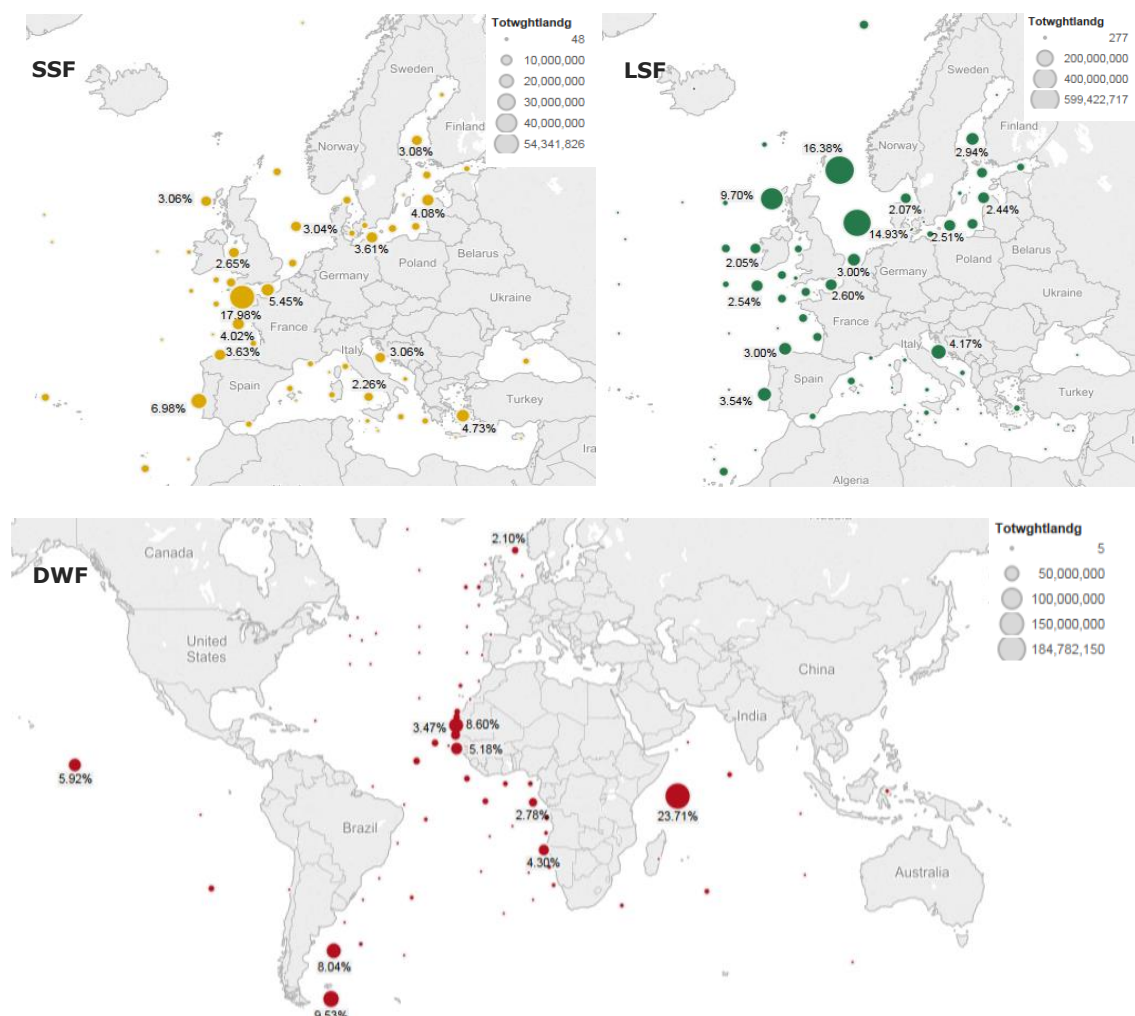 SSF
Totwghtlandg
48
10,000,000
20,000,000
30,000,000
40,000,000
54,341,826
Sweden
Finland
Norway
3.08%
3.06%
4.08%
3.04%
3.61%
2.65%
Poland
Belarus
Germany
Ukraine
5.45%
17.98%
France
4.02%
3.63%
Italy
3.06%
Spain
2.26%
Turkey
6.98%
4.73%
Ira
Algeria
LSF
Totwghtlandg
277
200,000,000
400,000,000
599,422,717
Sweden
Finland
Norway
16.38%
2.94%
9.70%
2.07%
2.44%
14.93%
2.51%
Belarus
2.05%
3.00%
Poland
Germany
2.54%
2.60%
Ukraine
France
3.00%
Italy
4.17%
Spain
Turkey
3.54%
Algeria
DWF
Totwghtlandg
5
50,000,000
100,000,000
150,000,000
184,782,150
2.10%
Canada
United
States
China
India
3.47%
8.60%
5.18%
5.92%
2.78%
23.71%
Brazil
4.30%
Australia
8.04%
9.53%